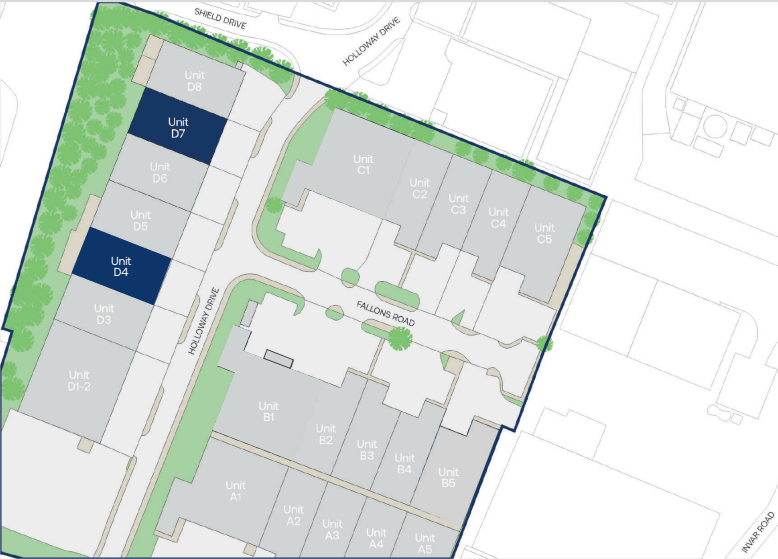 SHIELD DRIVE
HOLLOWAY DRIVE
Unit
D8
Unit
D7
Unit
D6
Unit
D5
Unit
D4
Unit
D3
Unit
D1-2
HOLLOWAY DRIVE
Unit
C1
Unit
C2
Unit
C3
Unit
C4
Unit
C5
FALLONS ROAD
Unit
B1
Unit
B2
Unit
B3
Unit
B4
Unit
B5
Unit
A1
Unit
A2
Unit
A3
Unit
A4
Unit
A5
INVAR ROAD